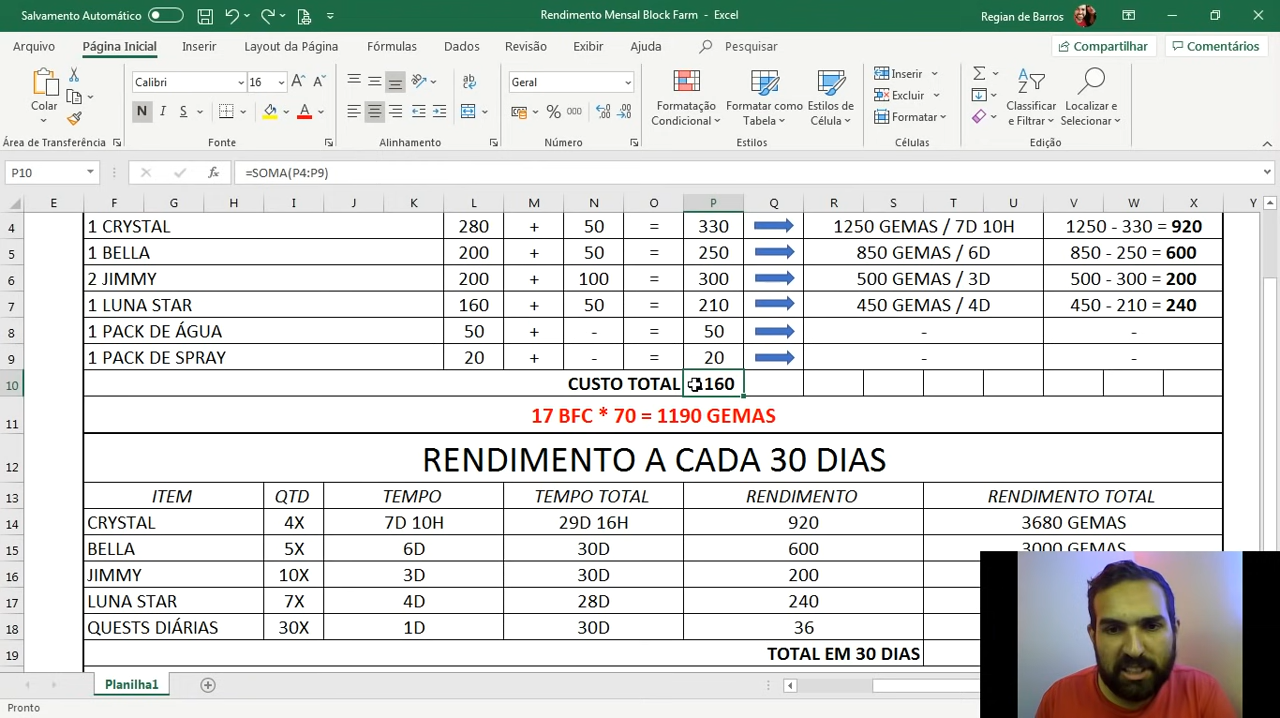 Salvamento Automático
Rendimento Mensal Block Farm - Excel
Regian de Barros
Arquivo Página Inicial Inserir Layout da Página Fórmulas Dados Revisão Exibir Ajuda Pesquisar Compartilhar Comentários
Colar
Calibri 16
N I S
Geral
% 000
Formatação Condicional
Formatar como Tabela
Estilos de Célula
Inserir
Excluir
Formatar
Classificar e Filtrar
Localizar e Selecionar
Área de Transferência Fonte Alinhamento Número Estilos Células Edição
P10 fx =SOMA(P4:P9)
E F G H I J K L M N O P Q R S T U V W X Y
4 1 CRYSTAL 280 + 50 = 330 1250 GEMAS / 7D 10H 1250 - 330 = 920
5 1 BELLA 200 + 50 = 250 850 GEMAS / 6D 850 - 250 = 600
6 2 JIMMY 200 + 100 = 300 500 GEMAS / 3D 500 - 300 = 200
7 1 LUNA STAR 160 + 50 = 210 450 GEMAS / 4D 450 - 210 = 240
8 1 PACK DE ÁGUA 50 + - = 50 - -
9 1 PACK DE SPRAY 20 + - = 20 - -
10 CUSTO TOTAL 1160
11 17 BFC * 70 = 1190 GEMAS
12 RENDIMENTO A CADA 30 DIAS
13 ITEM QTD TEMPO TEMPO TOTAL RENDIMENTO RENDIMENTO TOTAL
14 CRYSTAL 4X 7D 10H 29D 16H 920 3680 GEMAS
15 BELLA 5X 6D 30D 600 3000 GEMAS
16 JIMMY 10X 3D 30D 200
17 LUNA STAR 7X 4D 28D 240
18 QUESTS DIÁRIAS 30X 1D 30D 36
19 TOTAL EM 30 DIAS
Planilha1
Pronto